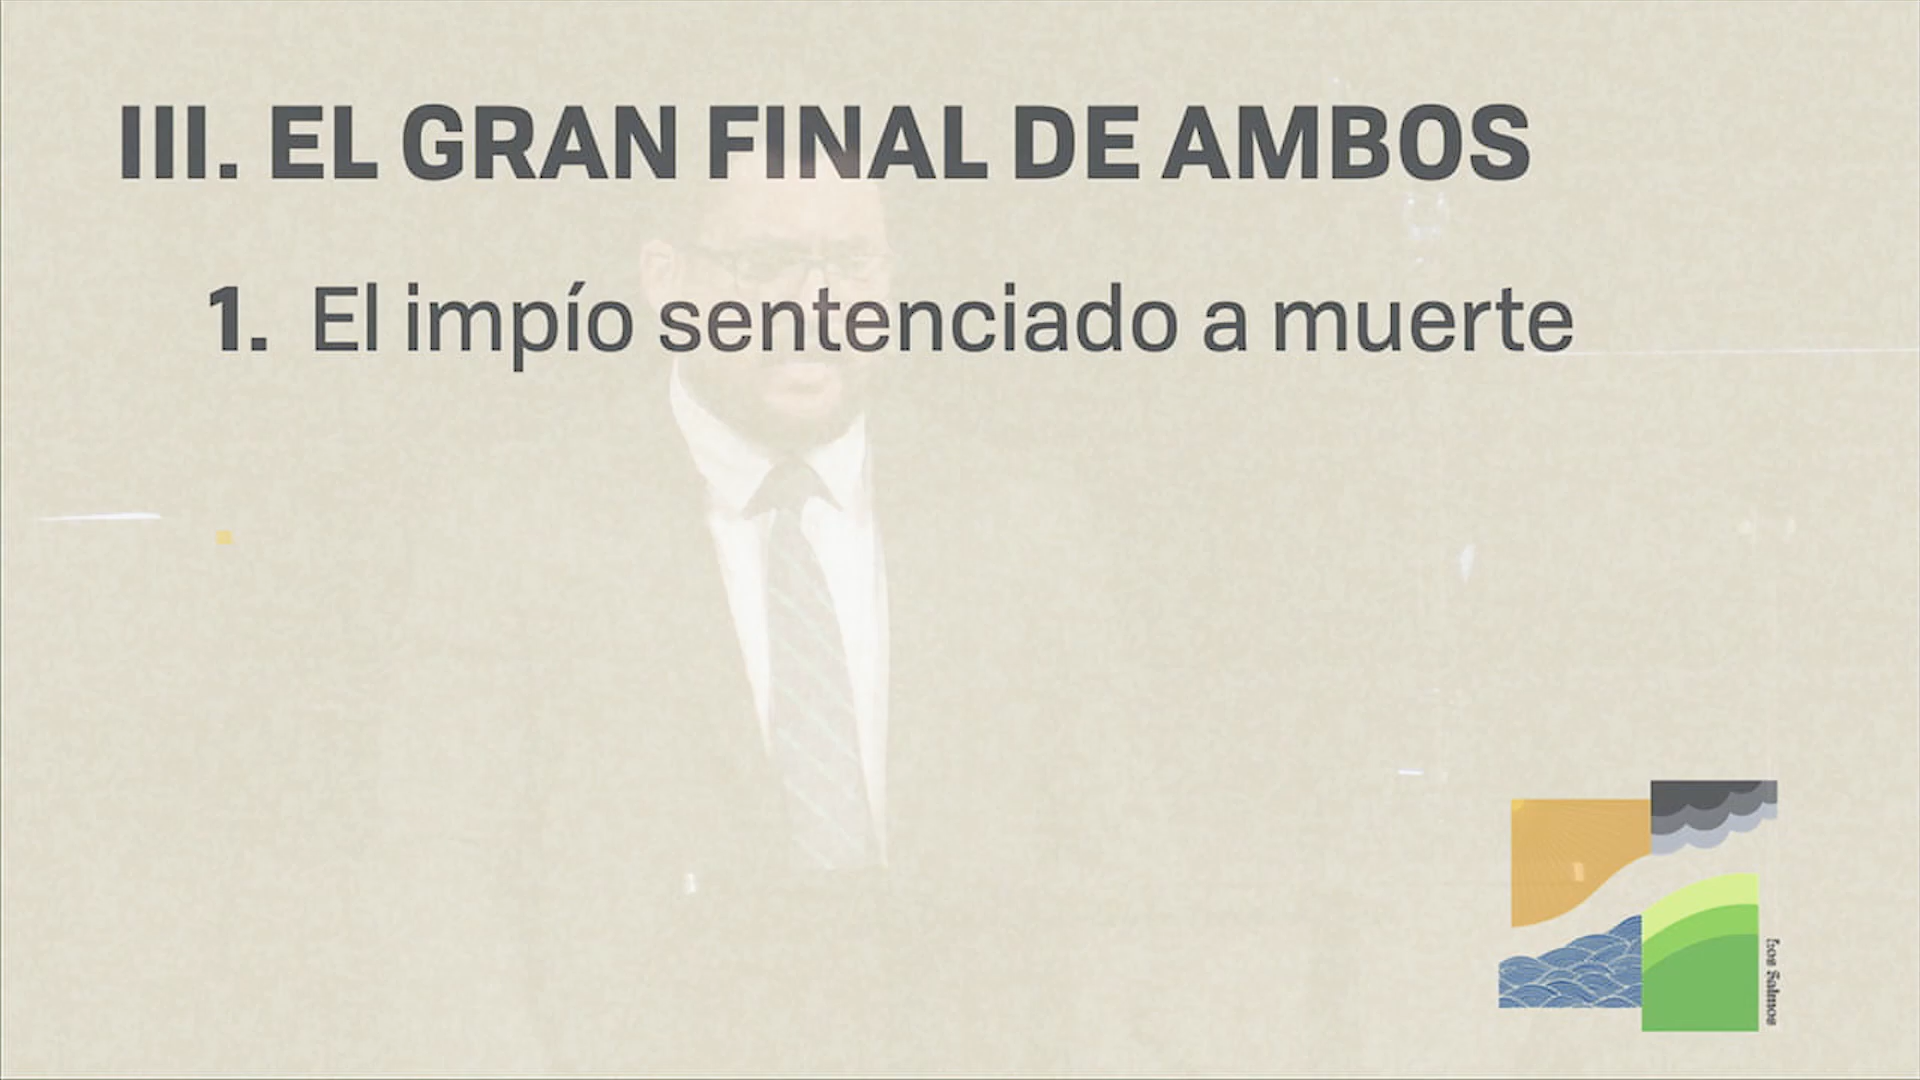 III. EL GRAN FINAL DE AMBOS
1. El impío sentenciado a muerte
Los Salmos